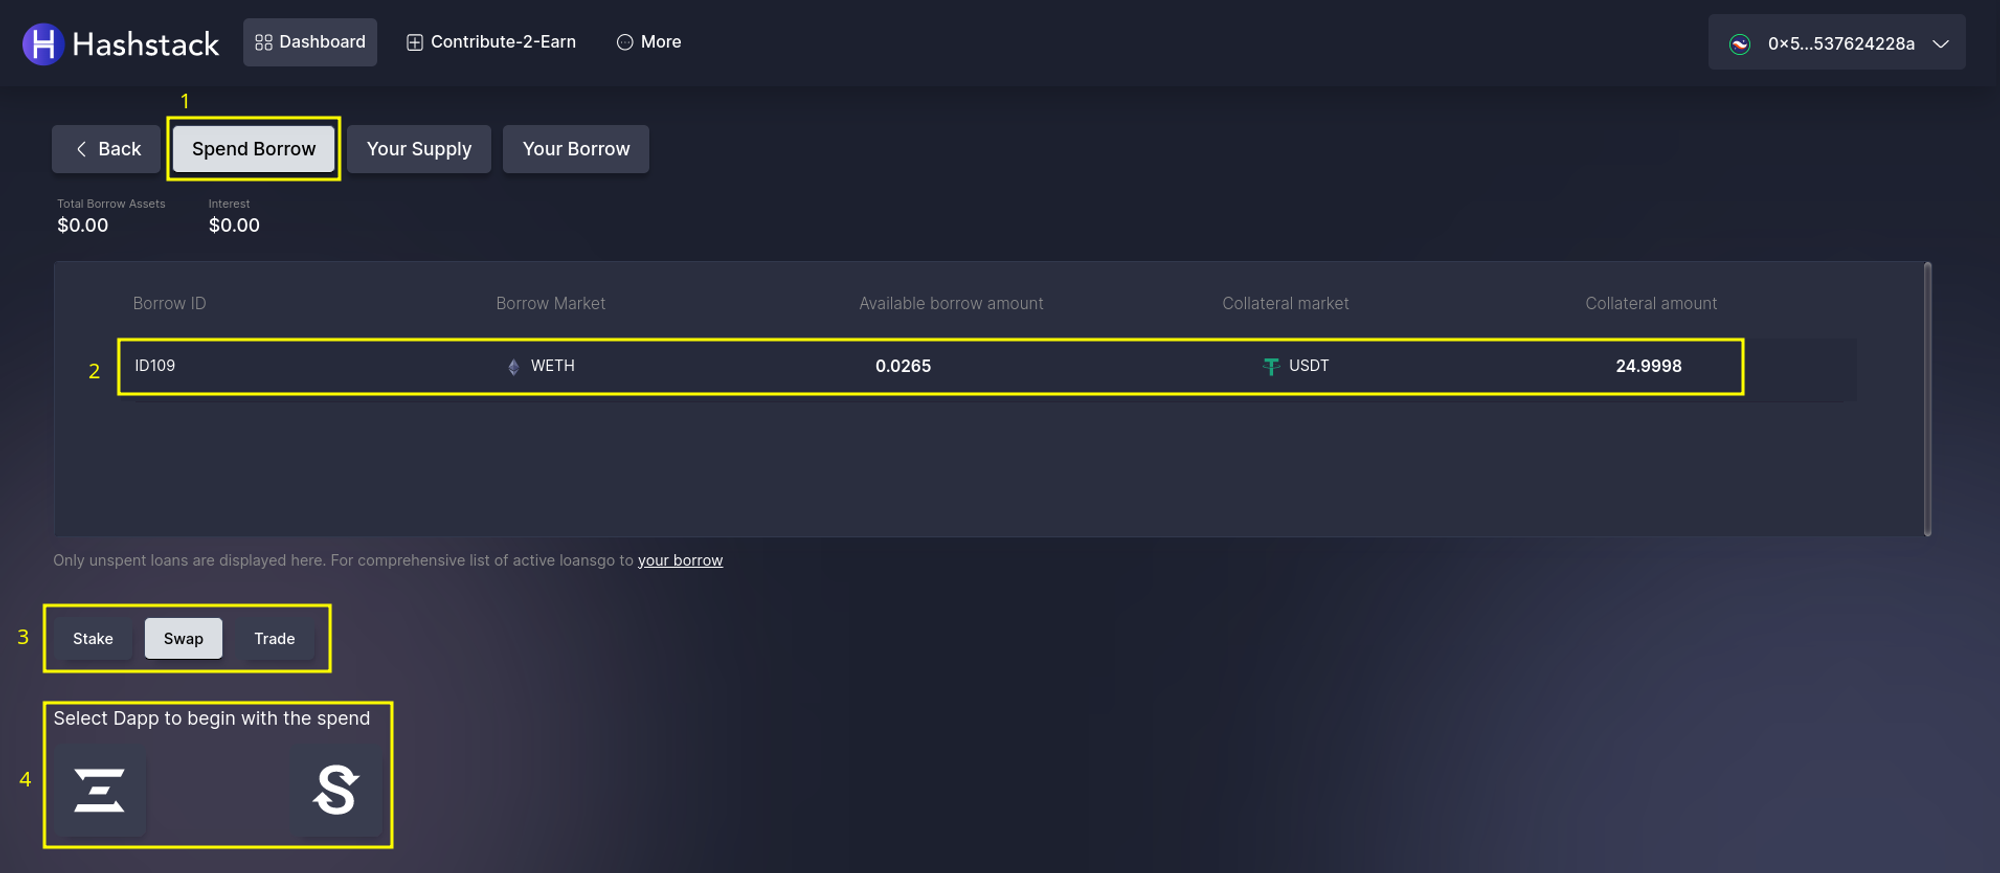 Hashstack Dashboard Contribute-2-Earn More 0x5...537624228a
1
Back Spend Borrow Your Supply Your Borrow
Total Borrow Assets Interest
$0.00 $0.00
Borrow ID Borrow Market Available borrow amount Collateral market Collateral amount
2 ID109 WETH 0.0265 USDT 24.9998
Only unspent loans are displayed here. For comprehensive list of active loansgo to your borrow
3 Stake Swap Trade
Select Dapp to begin with the spend
4